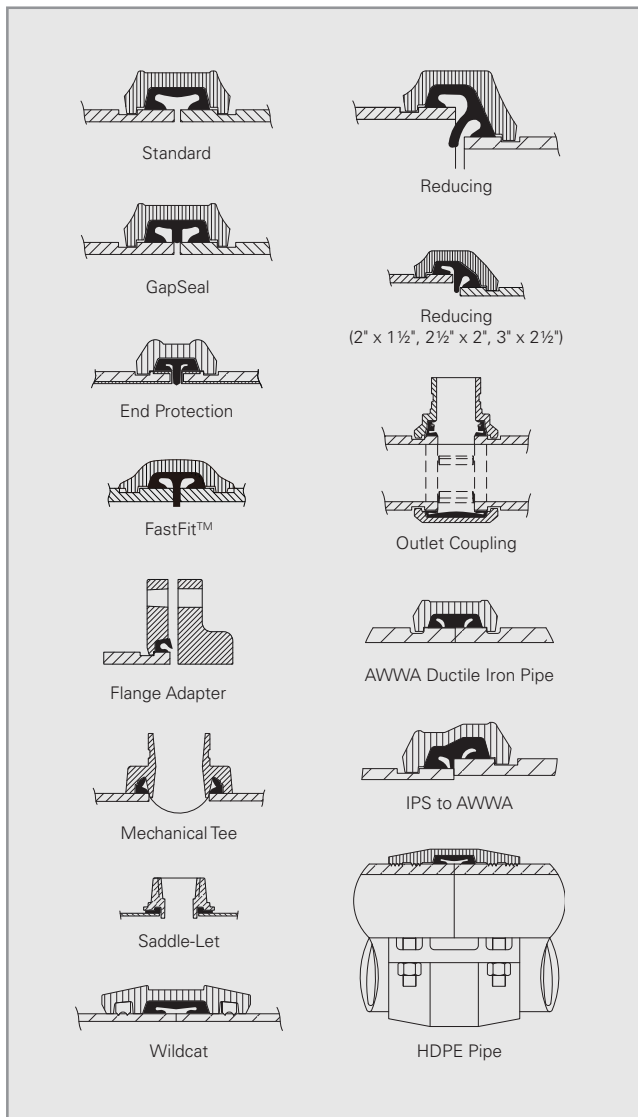 Standard
GapSeal
End Protection
FastFit™
Flange Adapter
Mechanical Tee
Saddle-Let
Wildcat
Reducing
Reducing
(2" x 1½", 2½" x 2", 3" x 2½")
Outlet Coupling
AWWA Ductile Iron Pipe
IPS to AWWA
HDPE Pipe